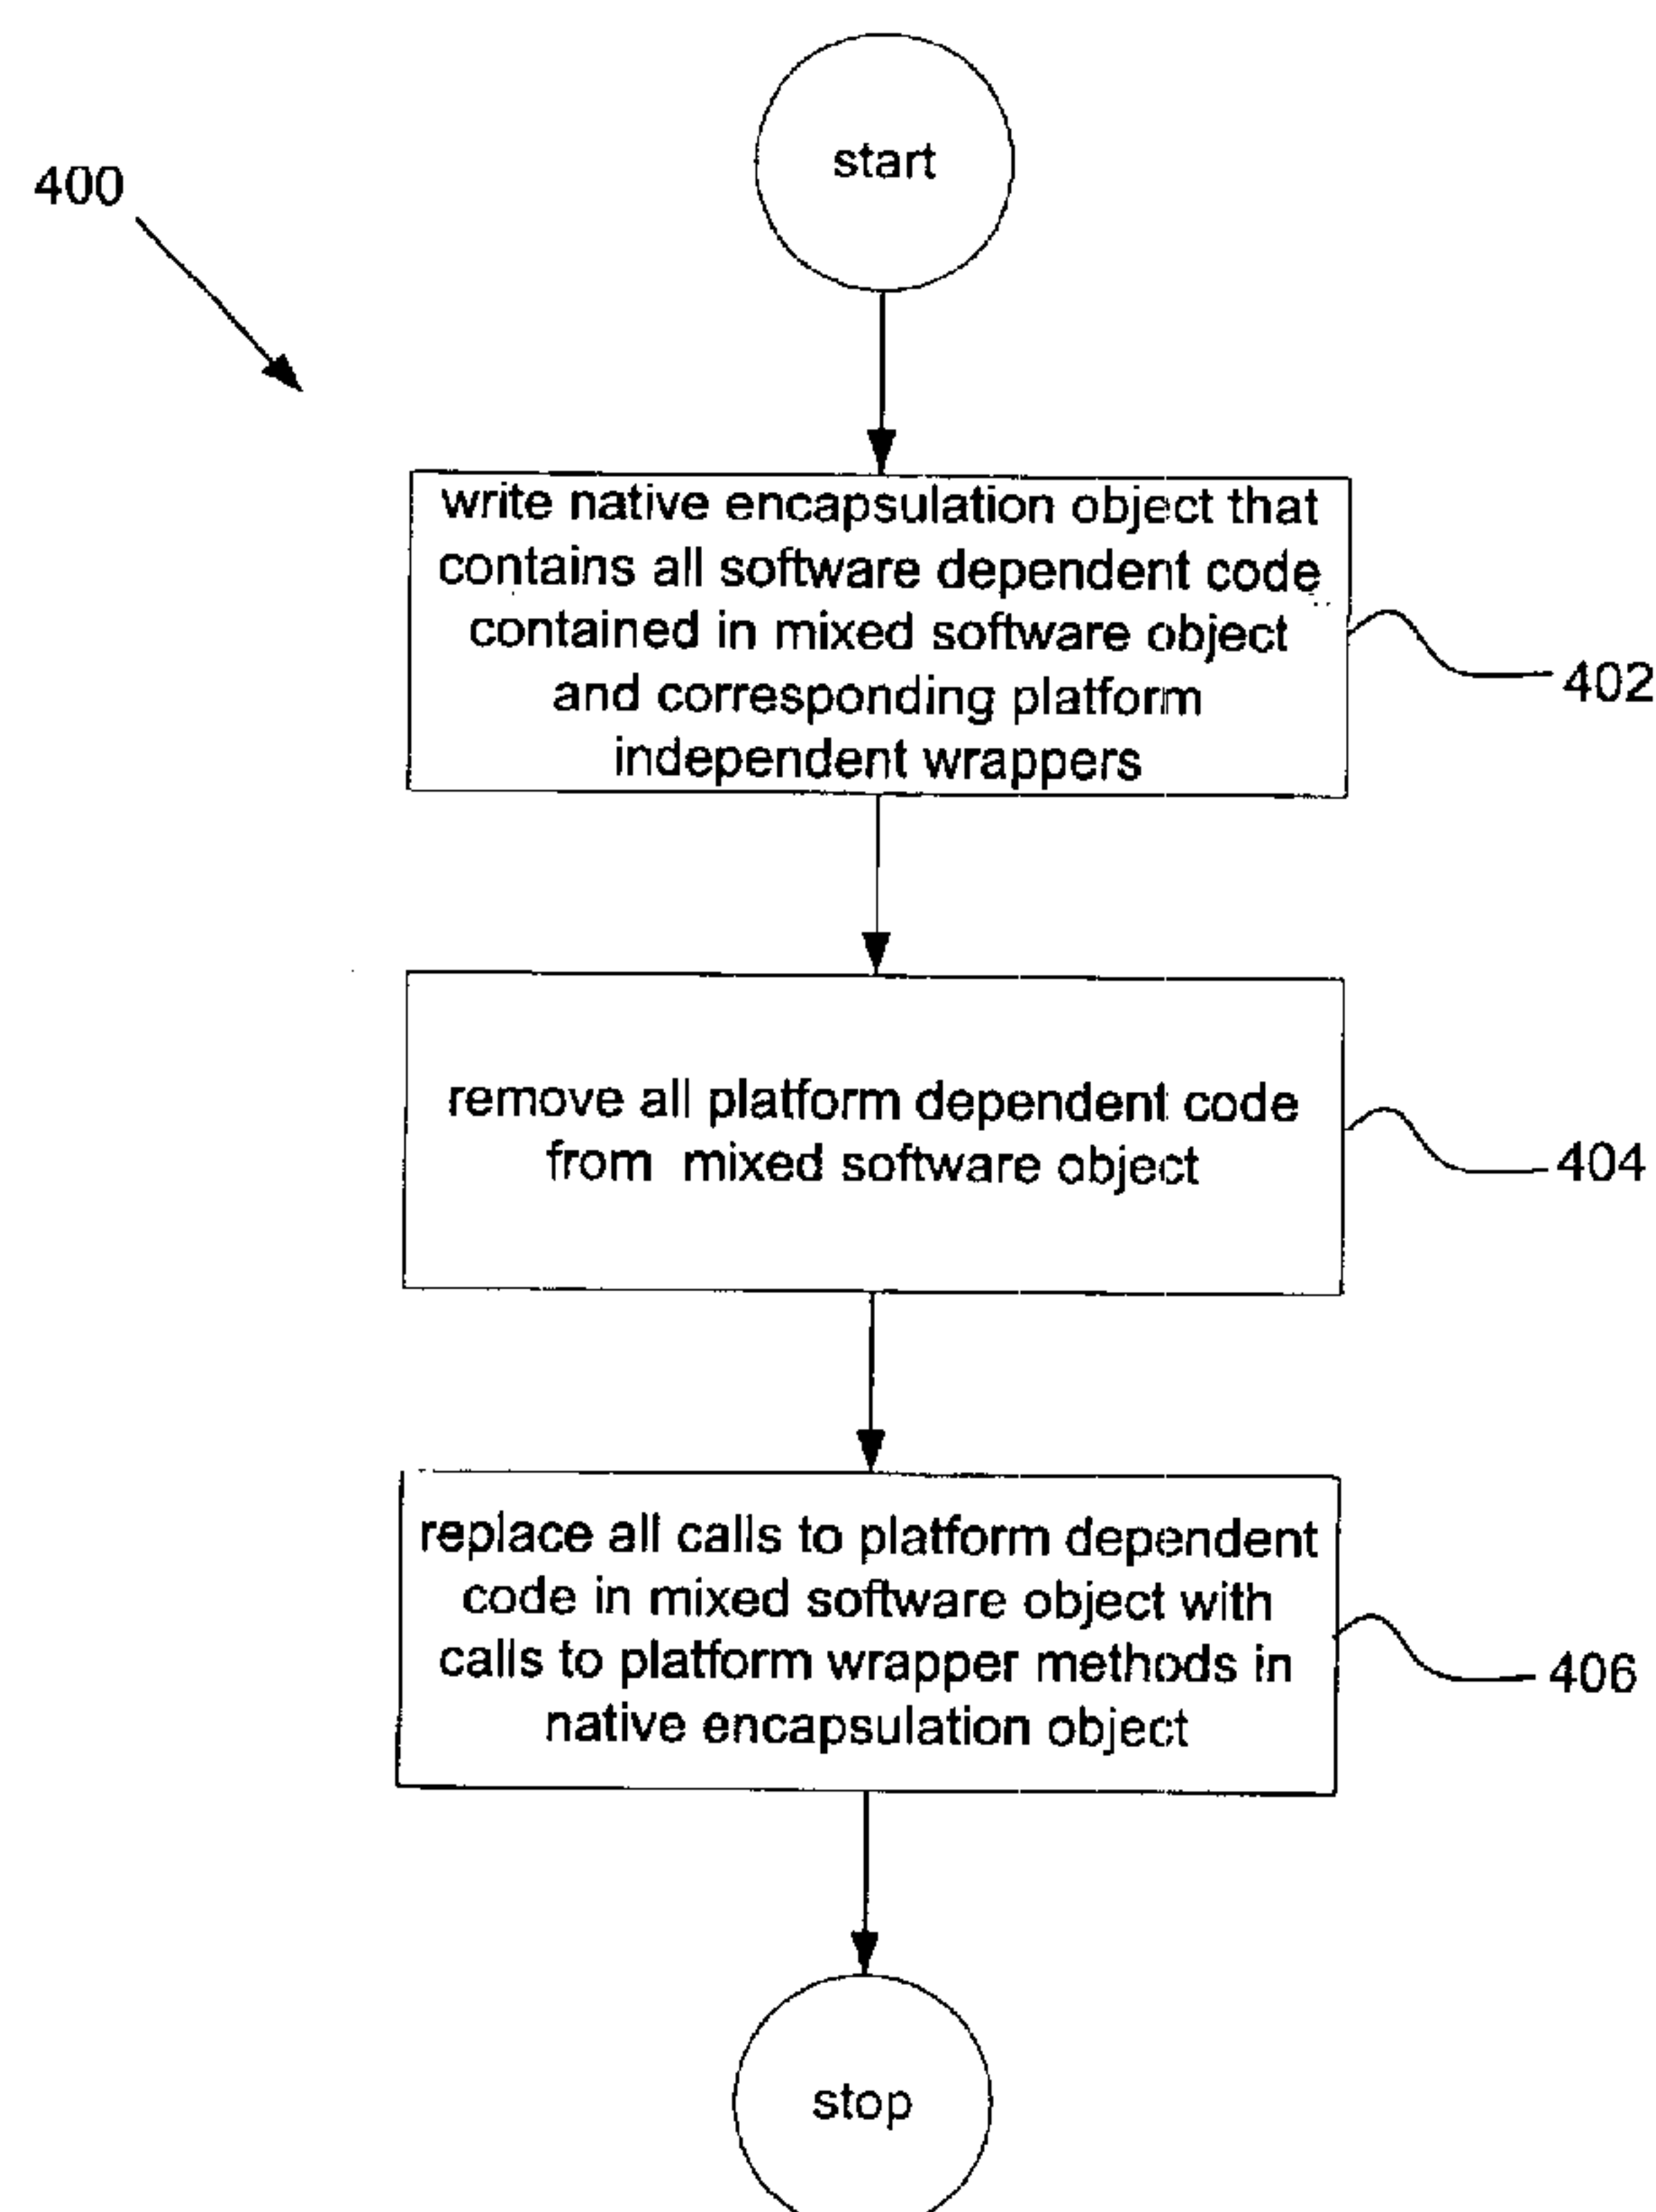 start
400
write native encapsulation object that
contains all software dependent code
contained in mixed software object
and corresponding platform
independent wrappers
402
remove all platform dependent code
from mixed software object
404
replace all calls to platform dependent
code in mixed software object with
calls to platform wrapper methods in
native encapsulation object
406
stop